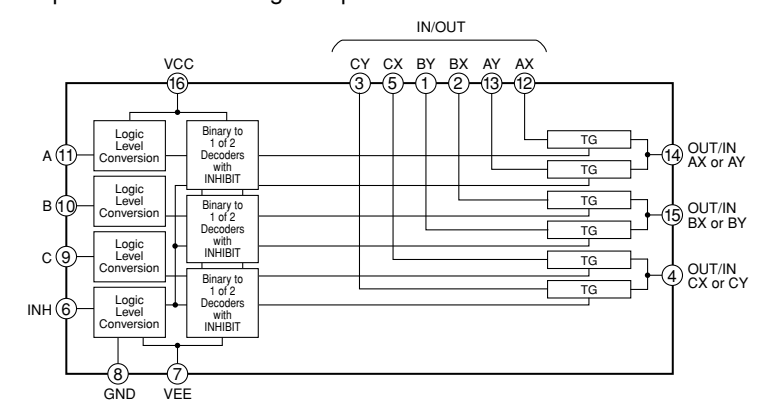 IN/OUT
VCC CY CX BY BX AY AX
16 3 5 1 2 13 12
A 11
Logic
Level
Conversion
Binary to
1 of 2
Decoders
with
INHIBIT
TG
TG
14 OUT/IN
AX or AY
B 10
Logic
Level
Conversion
Binary to
1 of 2
Decoders
with
INHIBIT
TG
TG
15 OUT/IN
BX or BY
C 9
Logic
Level
Conversion
Binary to
1 of 2
Decoders
with
INHIBIT
TG
TG
4 OUT/IN
CX or CY
INH 6
Logic
Level
Conversion
8 7
GND VEE